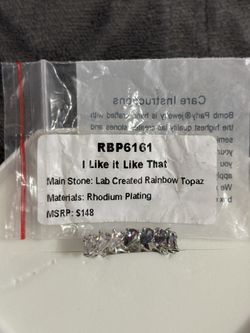 Care Instructions
Bomb Party® jewelry is handcrafted with
the highest quality lab created stones
RBP6161
I Like it Like That
Main Stone: Lab Created Rainbow Topaz
Materials: Rhodium Plating
MSRP: $148